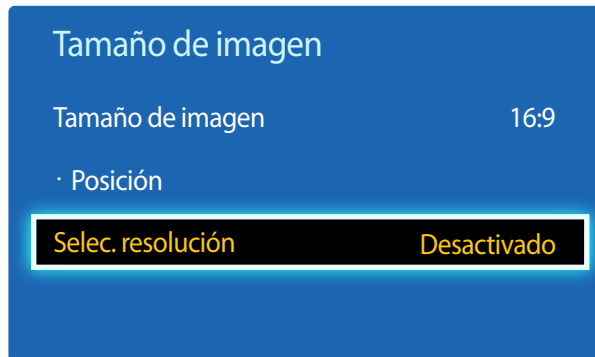 Tamaño de imagen
Tamaño de imagen 16:9
· Posición
Selec. resolución Desactivado